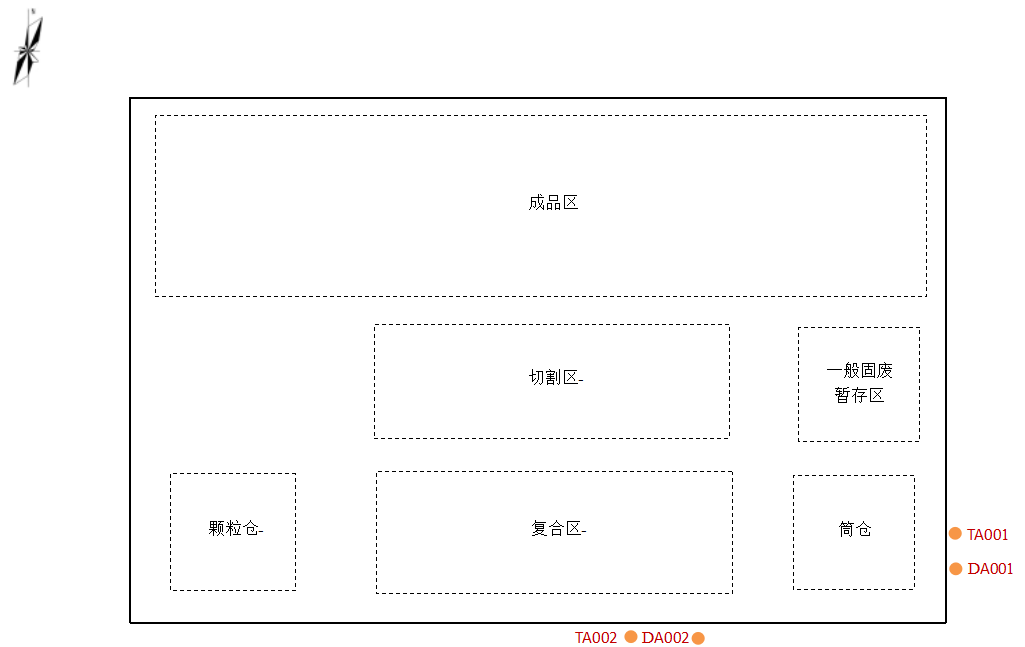 N
成品区
切割区-
一般固废
暂存区
颗粒仓-
复合区-
筒仓
TA001
DA001
TA002 DA002